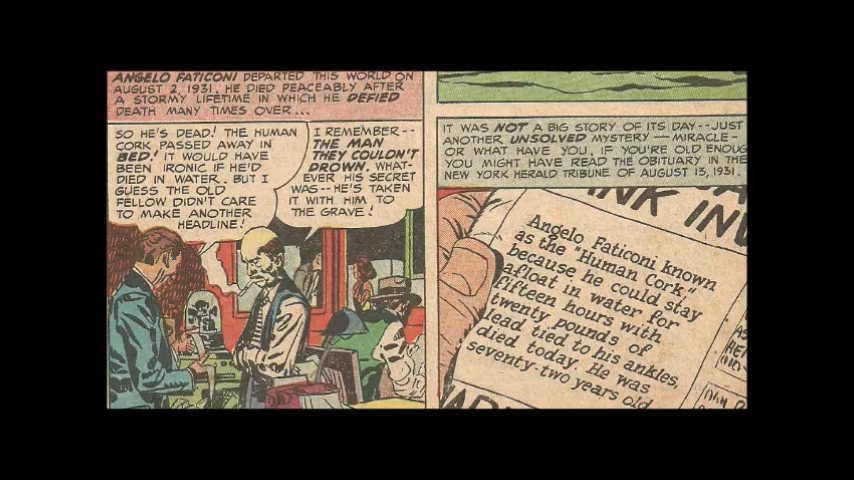 ANGELO FATICONI DEPARTED THIS WORLD ON
AUGUST 2, 1931. HE DIED PEACEABLY AFTER
A STORMY LIFETIME IN WHICH HE DEFIED
DEATH MANY TIMES OVER...
SO HE'S DEAD! THE HUMAN
CORK PASSED AWAY IN
BED! IT WOULD HAVE
BEEN IRONIC IF HE'D
DIED IN WATER. BUT I
GUESS THE OLD
FELLOW DIDN'T CARE
TO MAKE ANOTHER
HEADLINE!
I REMEMBER--
THE MAN
THEY COULDN'T
DROWN. WHAT-
EVER HIS SECRET
WAS--HE'S TAKEN
IT WITH HIM TO
THE GRAVE!
IT WAS NOT A BIG STORY OF ITS DAY--JUST
ANOTHER UNSOLVED MYSTERY--MIRACLE-
OR WHAT HAVE YOU. IF YOU'RE OLD ENOUG
YOU MIGHT HAVE READ THE OBITUARY IN THE
NEW YORK HERALD TRIBUNE OF AUGUST 13, 1931.
NK INV
Angelo Faticoni known
as the "Human Cork,"
because he could stay
afloat in water for
fifteen hours with
twenty pounds of
lead tied to his ankles,
died today. He was
seventy-two years old